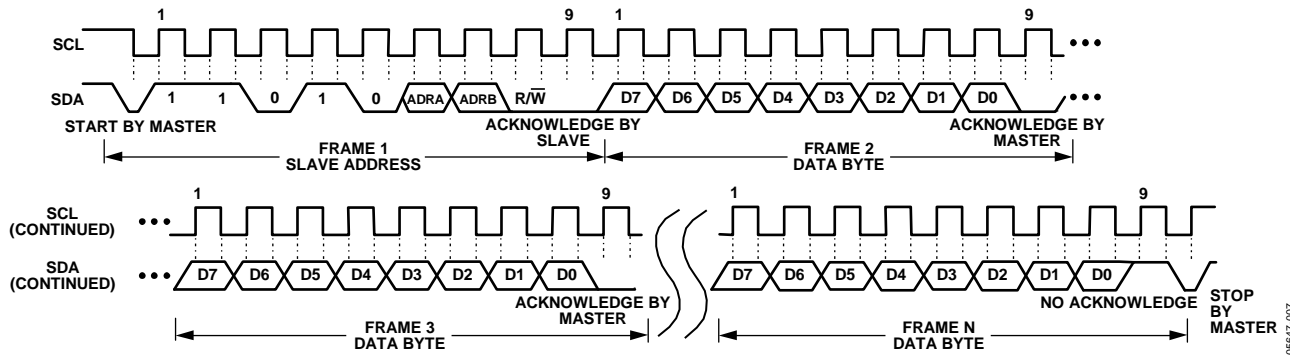 1 9 1 9
SCL •••
SDA 1 1 0 1 0 ADRA ADRB R/W̅ D7 D6 D5 D4 D3 D2 D1 D0 •••
START BY MASTER ACKNOWLEDGE BY SLAVE ACKNOWLEDGE BY MASTER
FRAME 1 SLAVE ADDRESS FRAME 2 DATA BYTE
1 9 1 9
SCL (CONTINUED) •••
SDA (CONTINUED) ••• D7 D6 D5 D4 D3 D2 D1 D0 D7 D6 D5 D4 D3 D2 D1 D0
ACKNOWLEDGE BY MASTER NO ACKNOWLEDGE STOP BY MASTER
FRAME 3 DATA BYTE FRAME N DATA BYTE
05647-007